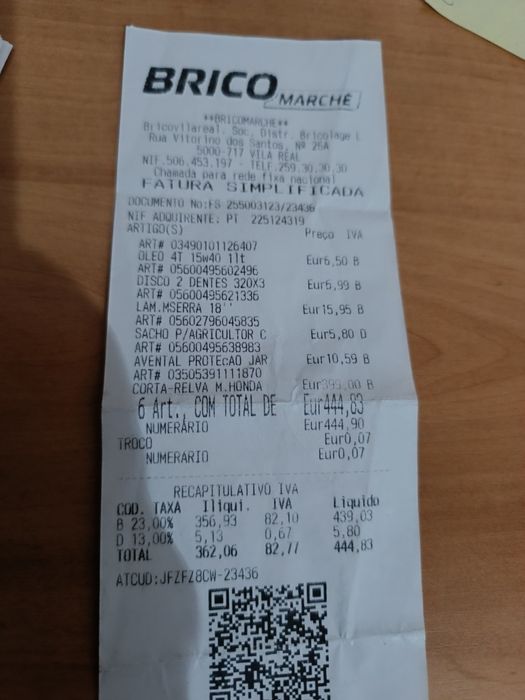 BRICO
MARCHÉ
**BRICOMARCHE**
Bricovilareal, Soc. Distr. Bricolage L
Rua Vitorino dos Santos, Nº 26A
5000-717 VILA REAL
NIF.506.453.197 - TELF.259.30.30.30
Chamada para rede fixa nacional
FATURA SIMPLIFICADA
DOCUMENTO No:FS 255003123/23436
NIF ADQUIRENTE: PT 225124319
ARTIGO(S) Preço IVA
ART# 03490101126407
OLEO 4T 15w40 1lt Eur6,50 B
ART# 05600495602496
DISCO 2 DENTES 320X3 Eur5,99 B
ART# 05600495621336
LAM.MSERRA 18'' Eur15,95 B
ART# 05602796045835
SACHO P/AGRICULTOR C Eur5,80 D
ART# 05600495638983
AVENTAL PROTEcAO JAR Eur10,59 B
ART# 03505391111870
CORTA-RELVA M.HONDA Eur B
6 Art., COM TOTAL DE Eur444,83
NUMERÁRIO Eur444,90
TROCO Eur0,07
NUMERÁRIO Eur0,07
RECAPITULATIVO IVA
COD. TAXA Iliqui. IVA Liquido
B 23,00% 356,93 82,10 439,03
D 13,00% 5,13 0,67 5,80
TOTAL 362,06 82,77 444,83
ATCUD:JFZFZ8CW-23436